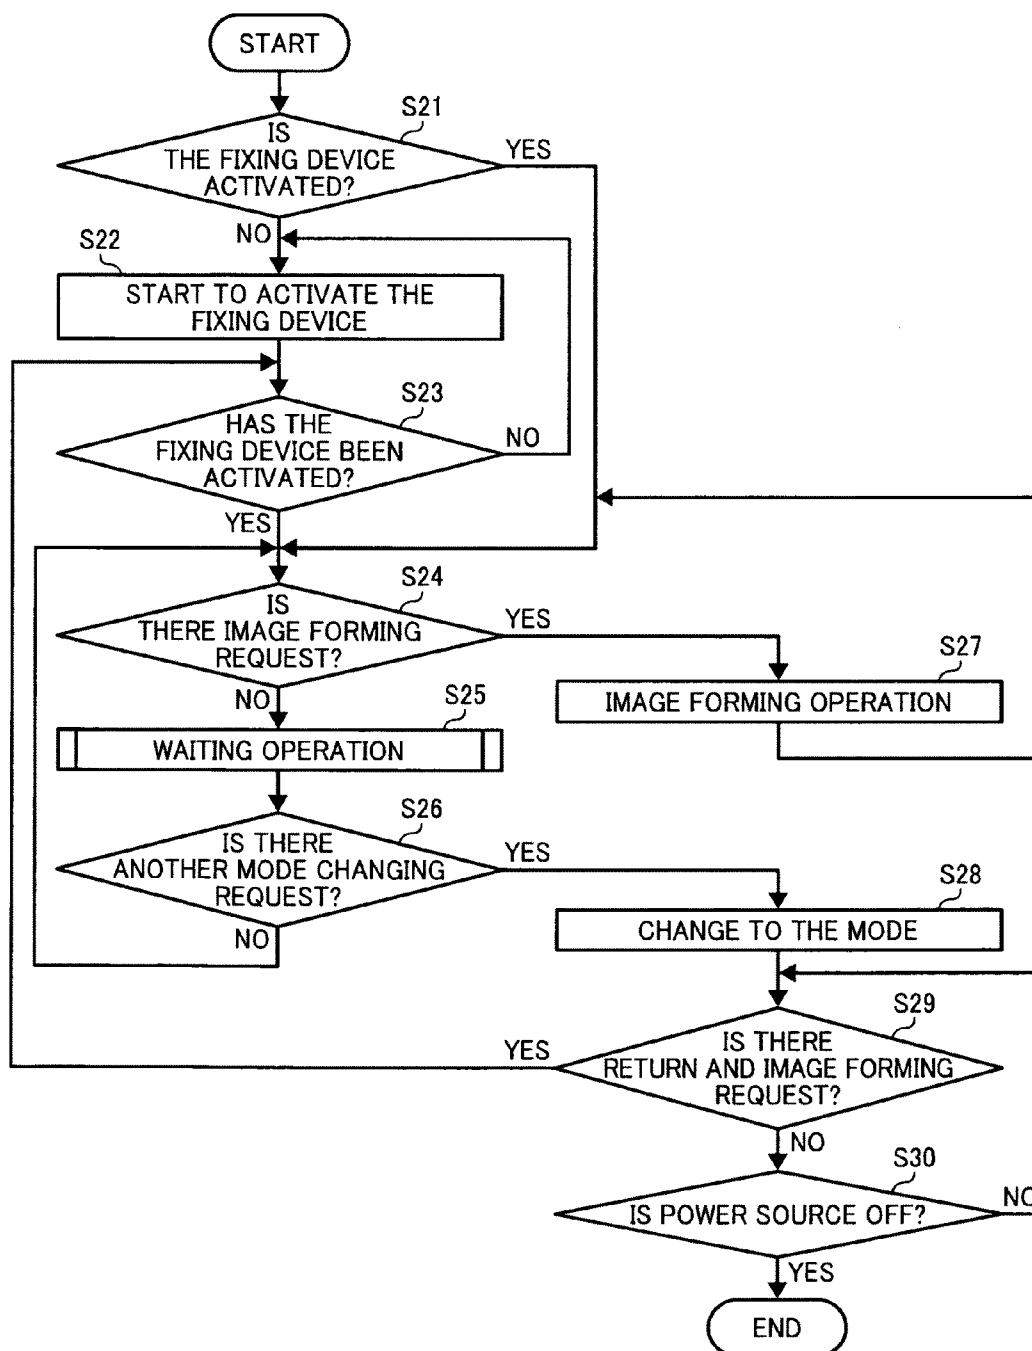 START
S21
IS
THE FIXING DEVICE
ACTIVATED?
YES
NO
S22
START TO ACTIVATE THE
FIXING DEVICE
S23
HAS THE
FIXING DEVICE BEEN
ACTIVATED?
NO
YES
S24
IS
THERE IMAGE FORMING
REQUEST?
YES
NO
S27
IMAGE FORMING OPERATION
S25
WAITING OPERATION
S26
IS THERE
ANOTHER MODE CHANGING
REQUEST?
YES
NO
S28
CHANGE TO THE MODE
S29
IS THERE
RETURN AND IMAGE FORMING
REQUEST?
YES
NO
S30
IS POWER SOURCE OFF?
NO
YES
END